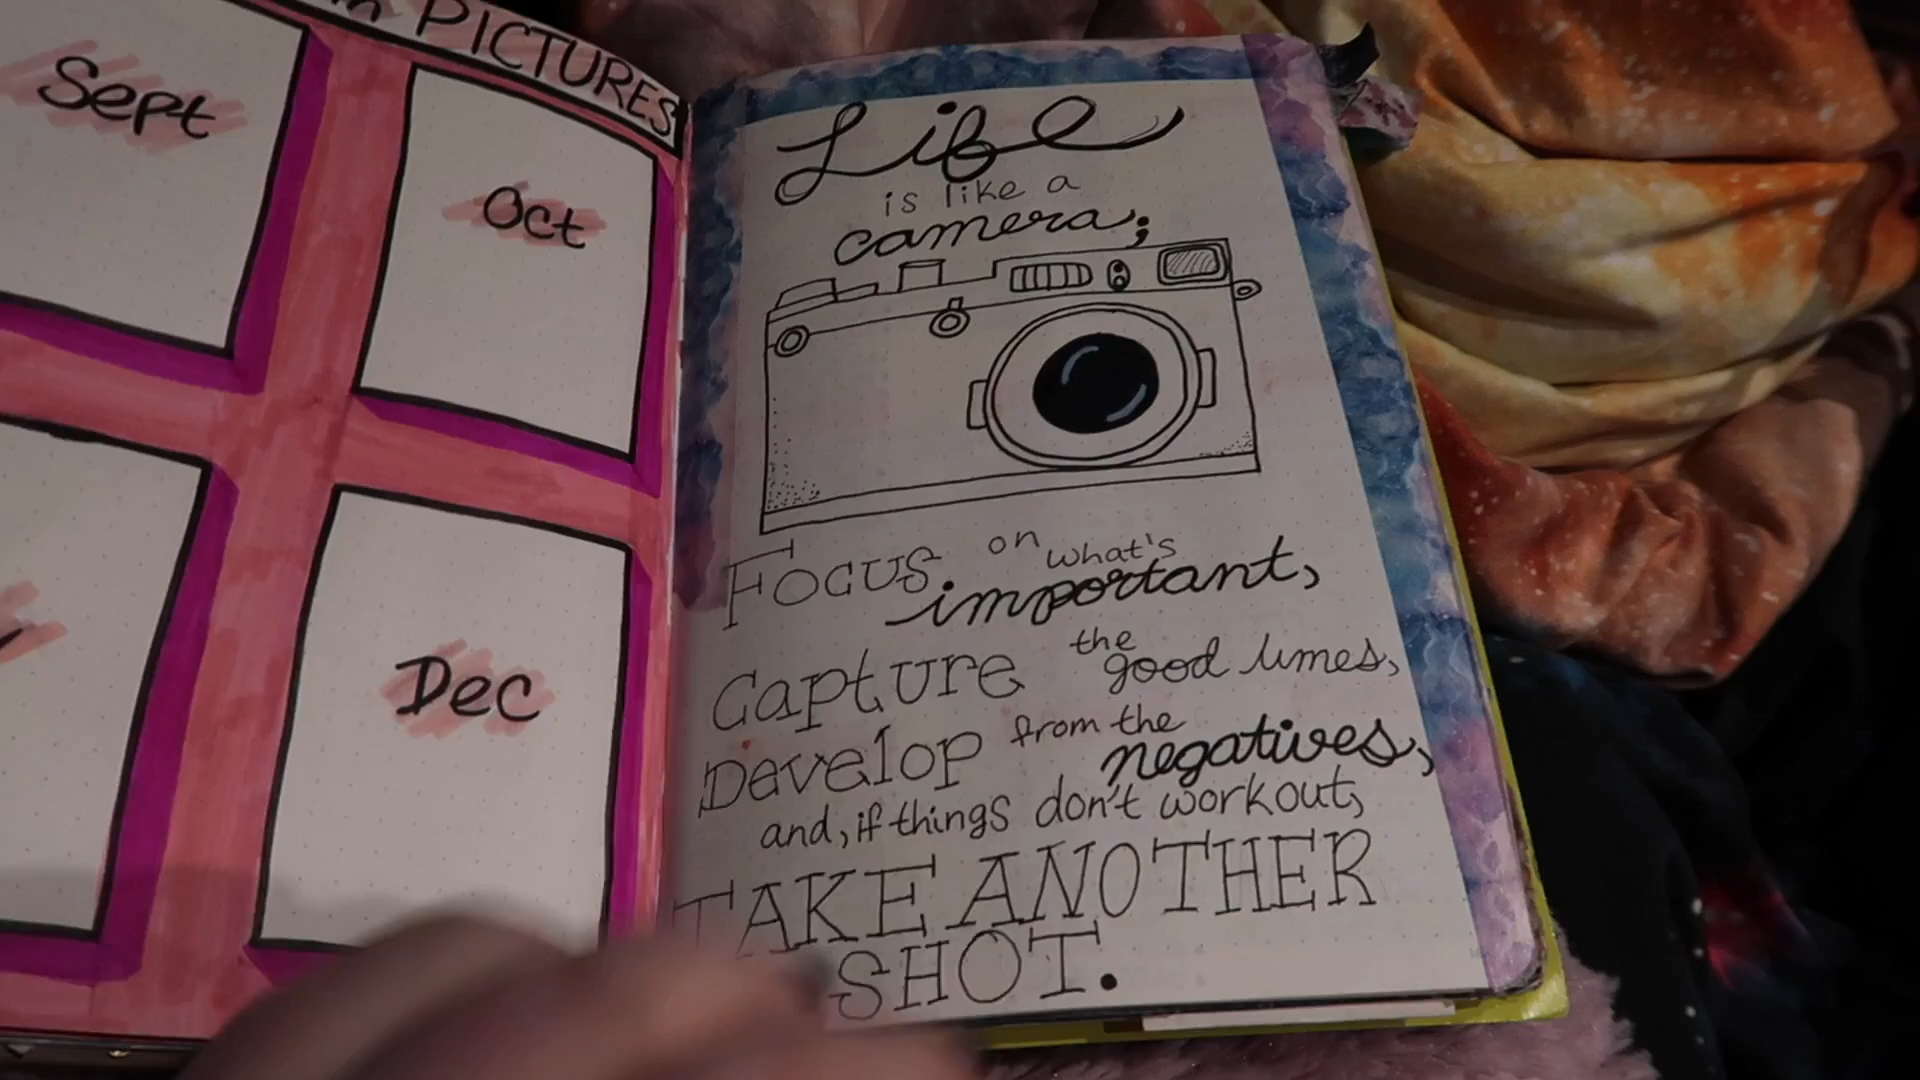 PICTURES
Sept
Oct
Dec
Life
is like a
camera;
Focus on what's
important,
Capture the
good times,
Develop from the
negatives,
and, if things don't workout,
TAKE ANOTHER
SHOT.